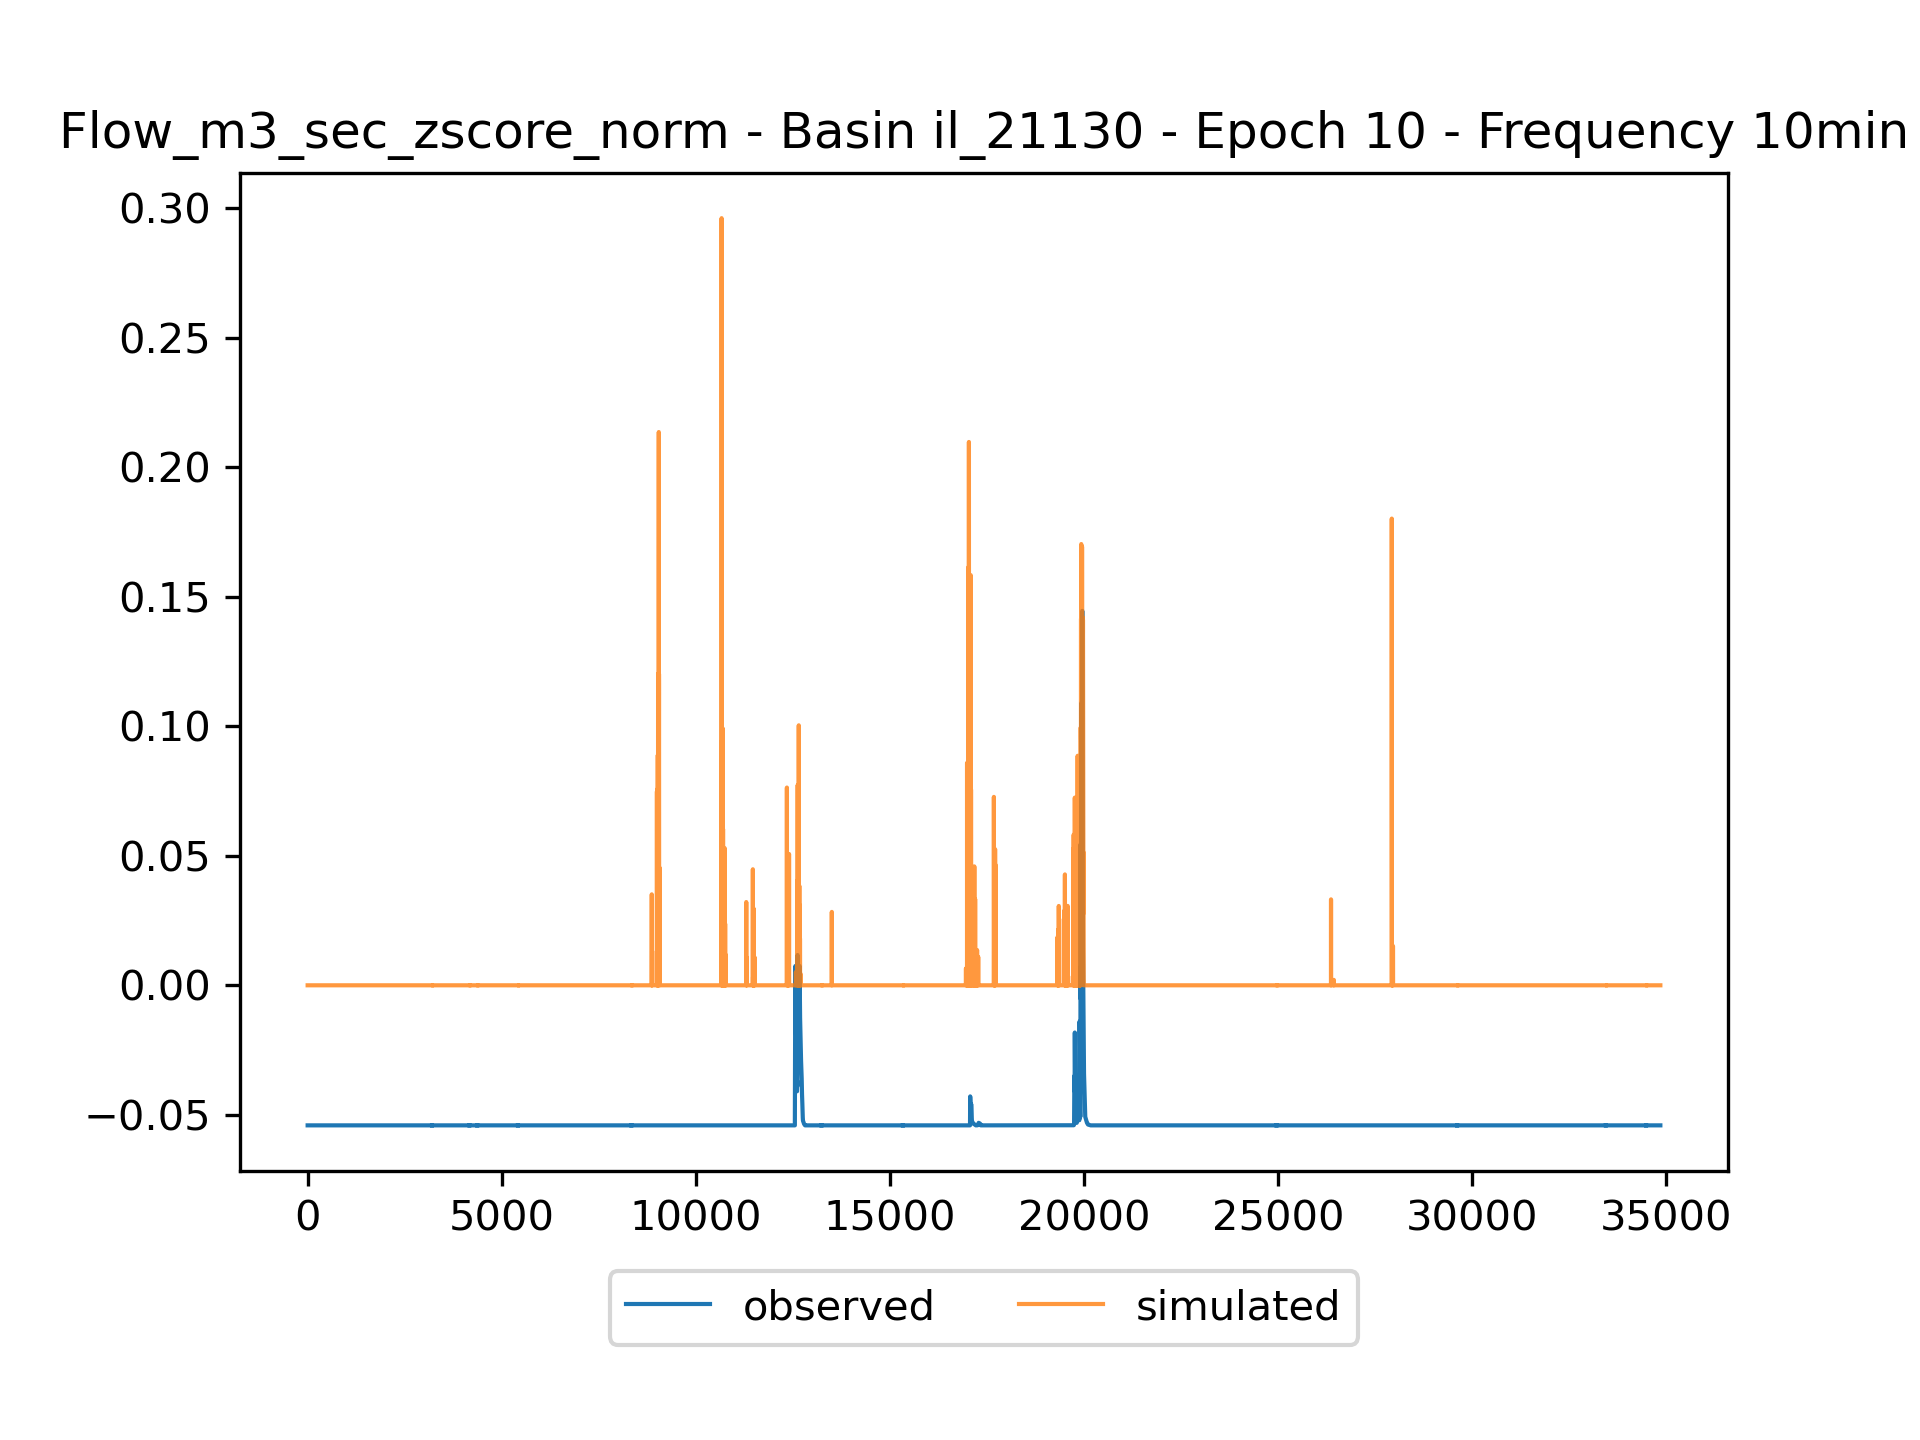 Flow_m3_sec_zscore_norm - Basin il_21130 - Epoch 10 - Frequency 10min
0.30
0.25
0.20
0.15
0.10
0.05
0.00
−0.05
0 5000 10000 15000 20000 25000 30000 35000
observed simulated